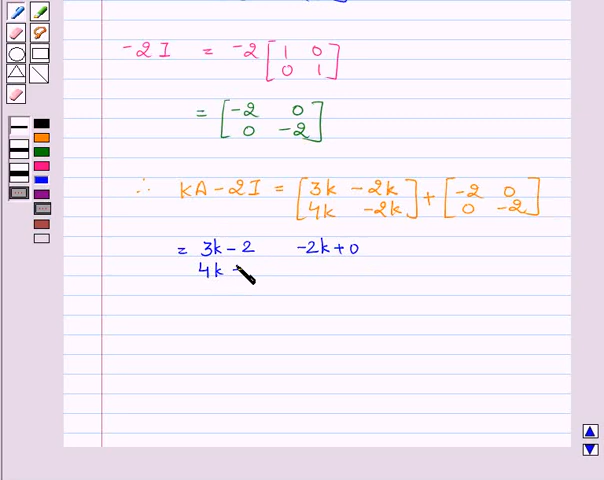 -2I = -2 [1 0
0 1]
= [-2 0
0 -2]
∴ kA - 2I = [3k -2k
4k -2k] + [-2 0
0 -2]
= 3k - 2 -2k + 0
4k